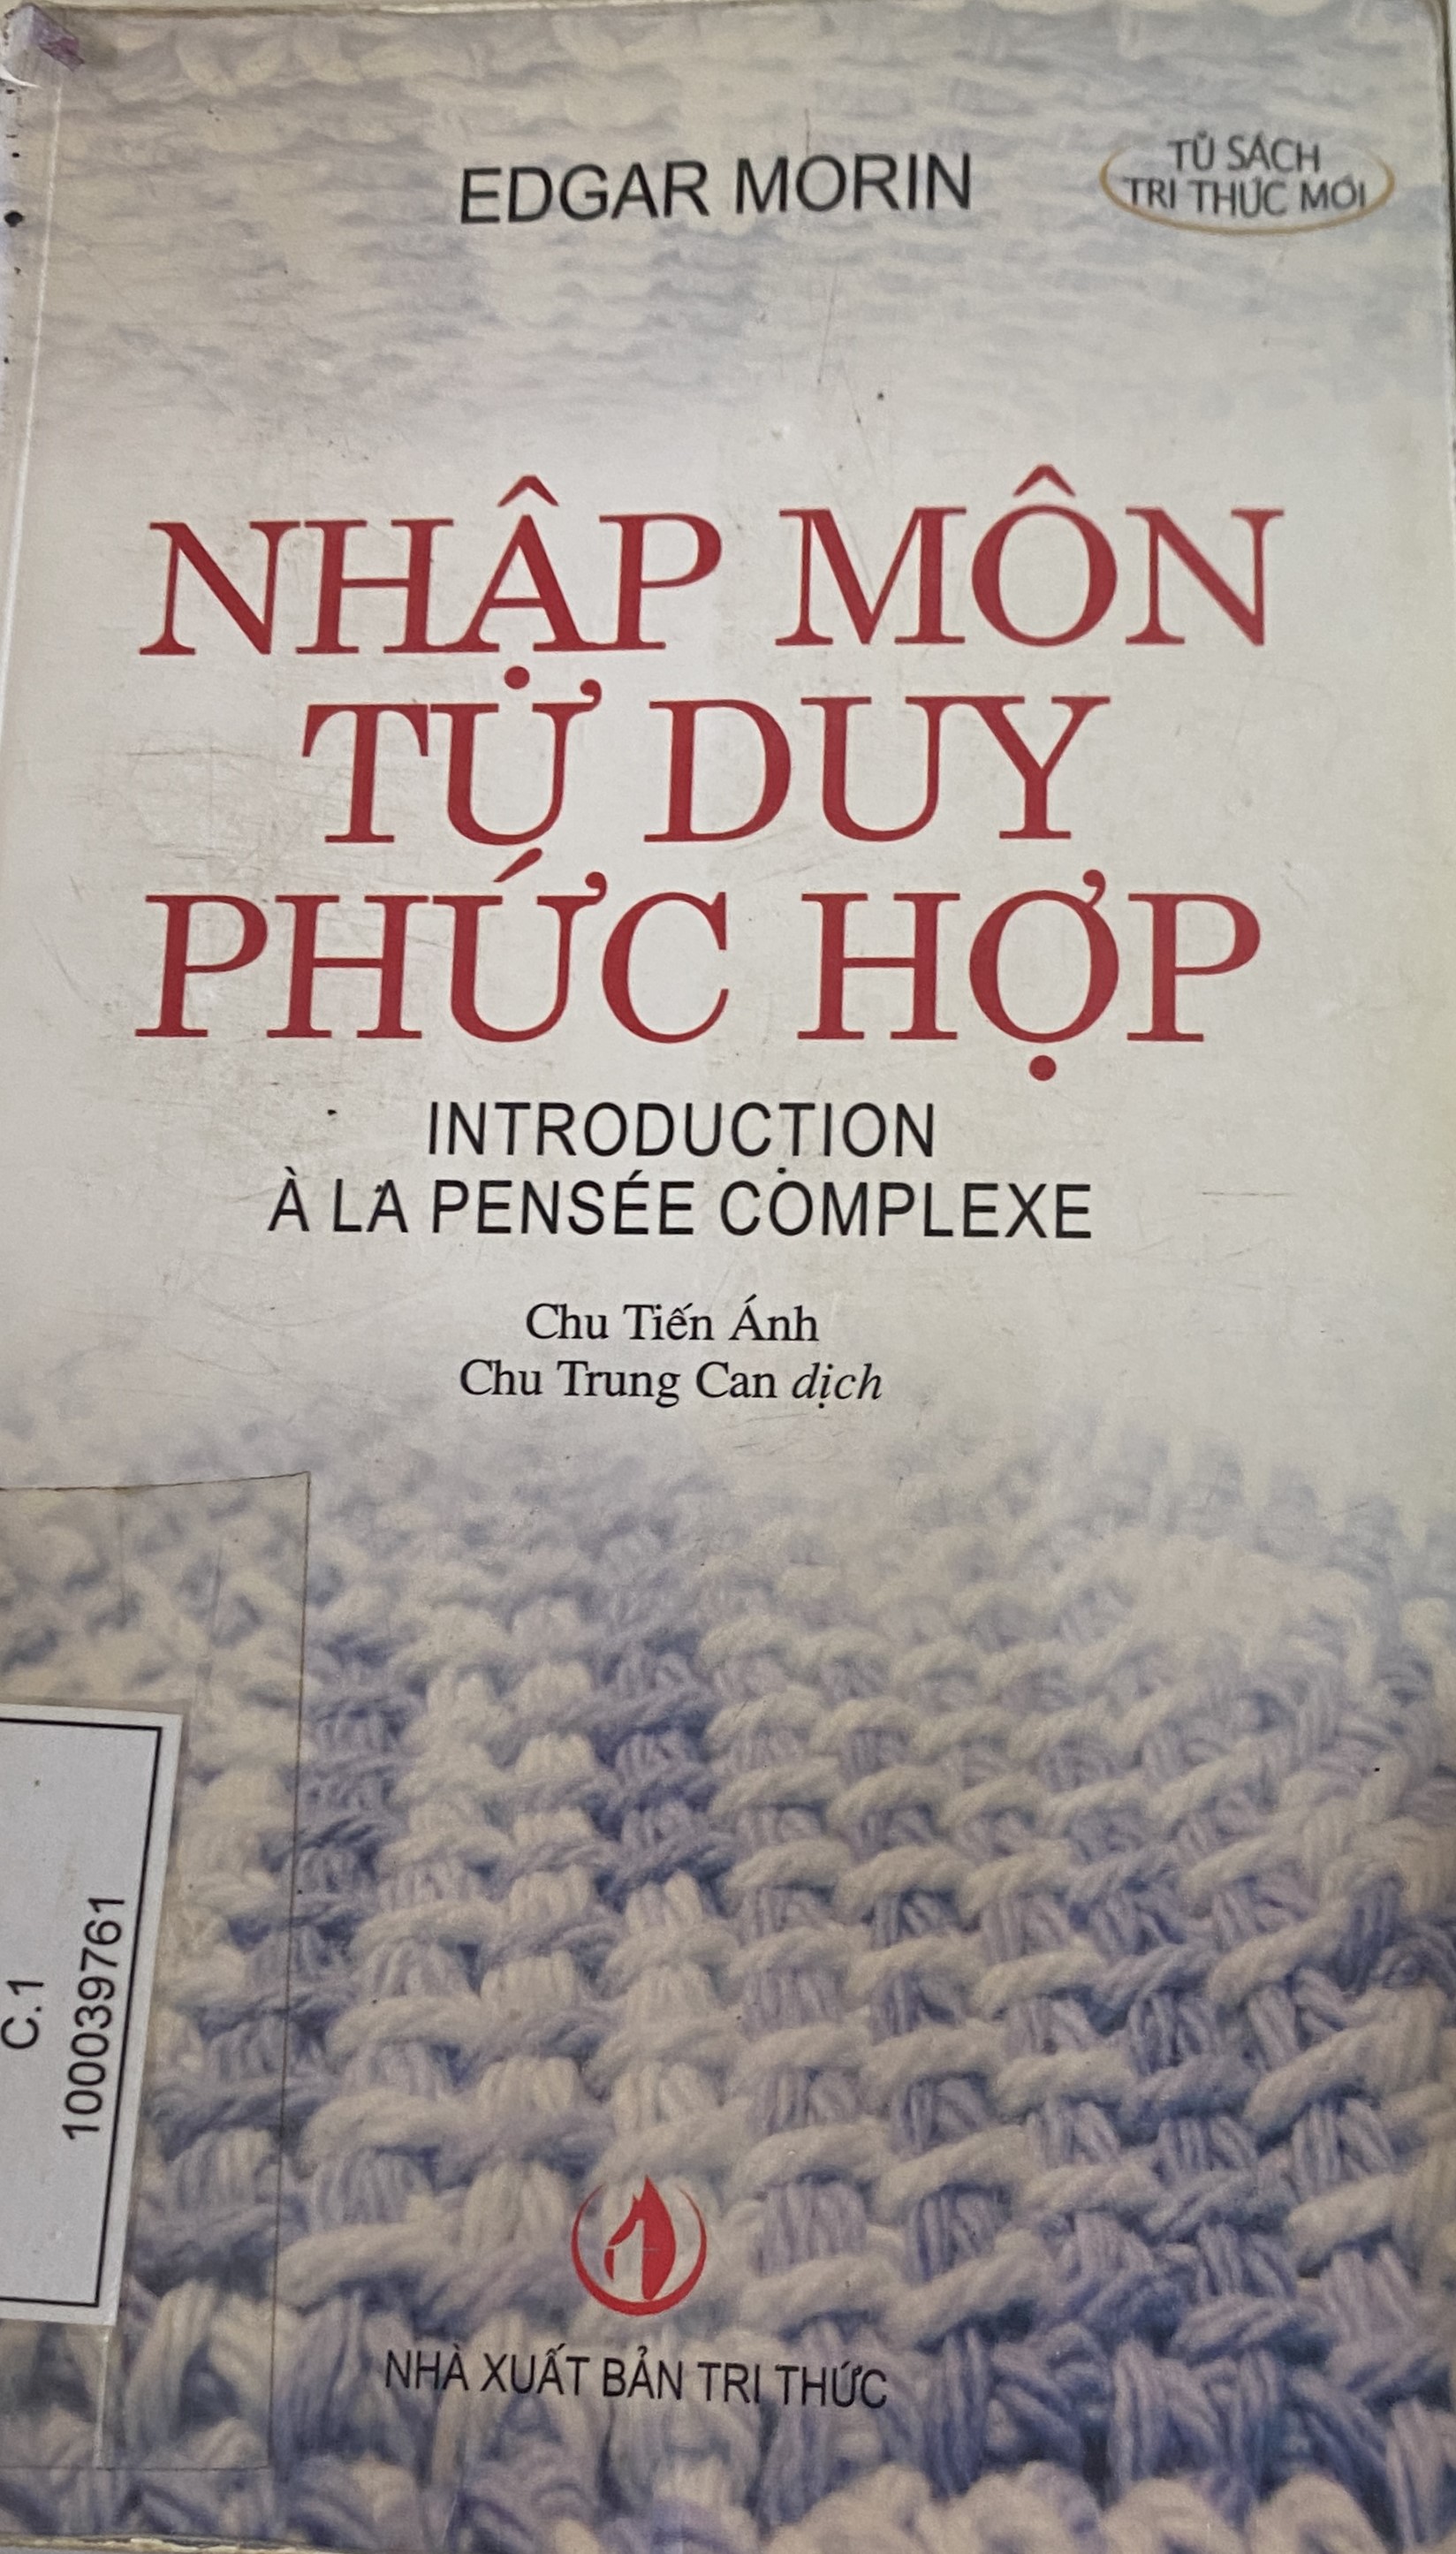 EDGAR MORIN
TỦ SÁCH
TRI THỨC MỚI
NHẬP MÔN
TƯ DUY
PHỨC HỢP
INTRODUCTION
À LA PENSÉE COMPLEXE
Chu Tiến Ánh
Chu Trung Can dịch
C.1
100039761
NHÀ XUẤT BẢN TRI THỨC